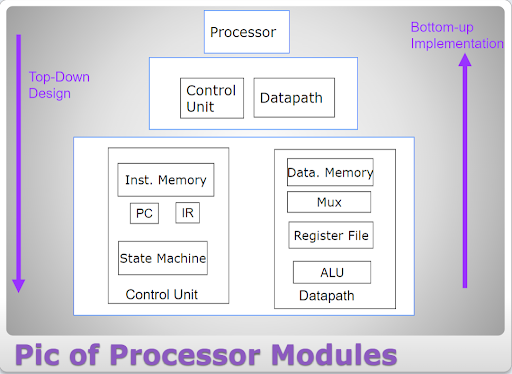 Processor
Bottom-up
Implementation
Top-Down
Design
Control
Unit
Datapath
Inst. Memory
PC
IR
State Machine
Control Unit
Data. Memory
Mux
Register File
ALU
Datapath
Pic of Processor Modules